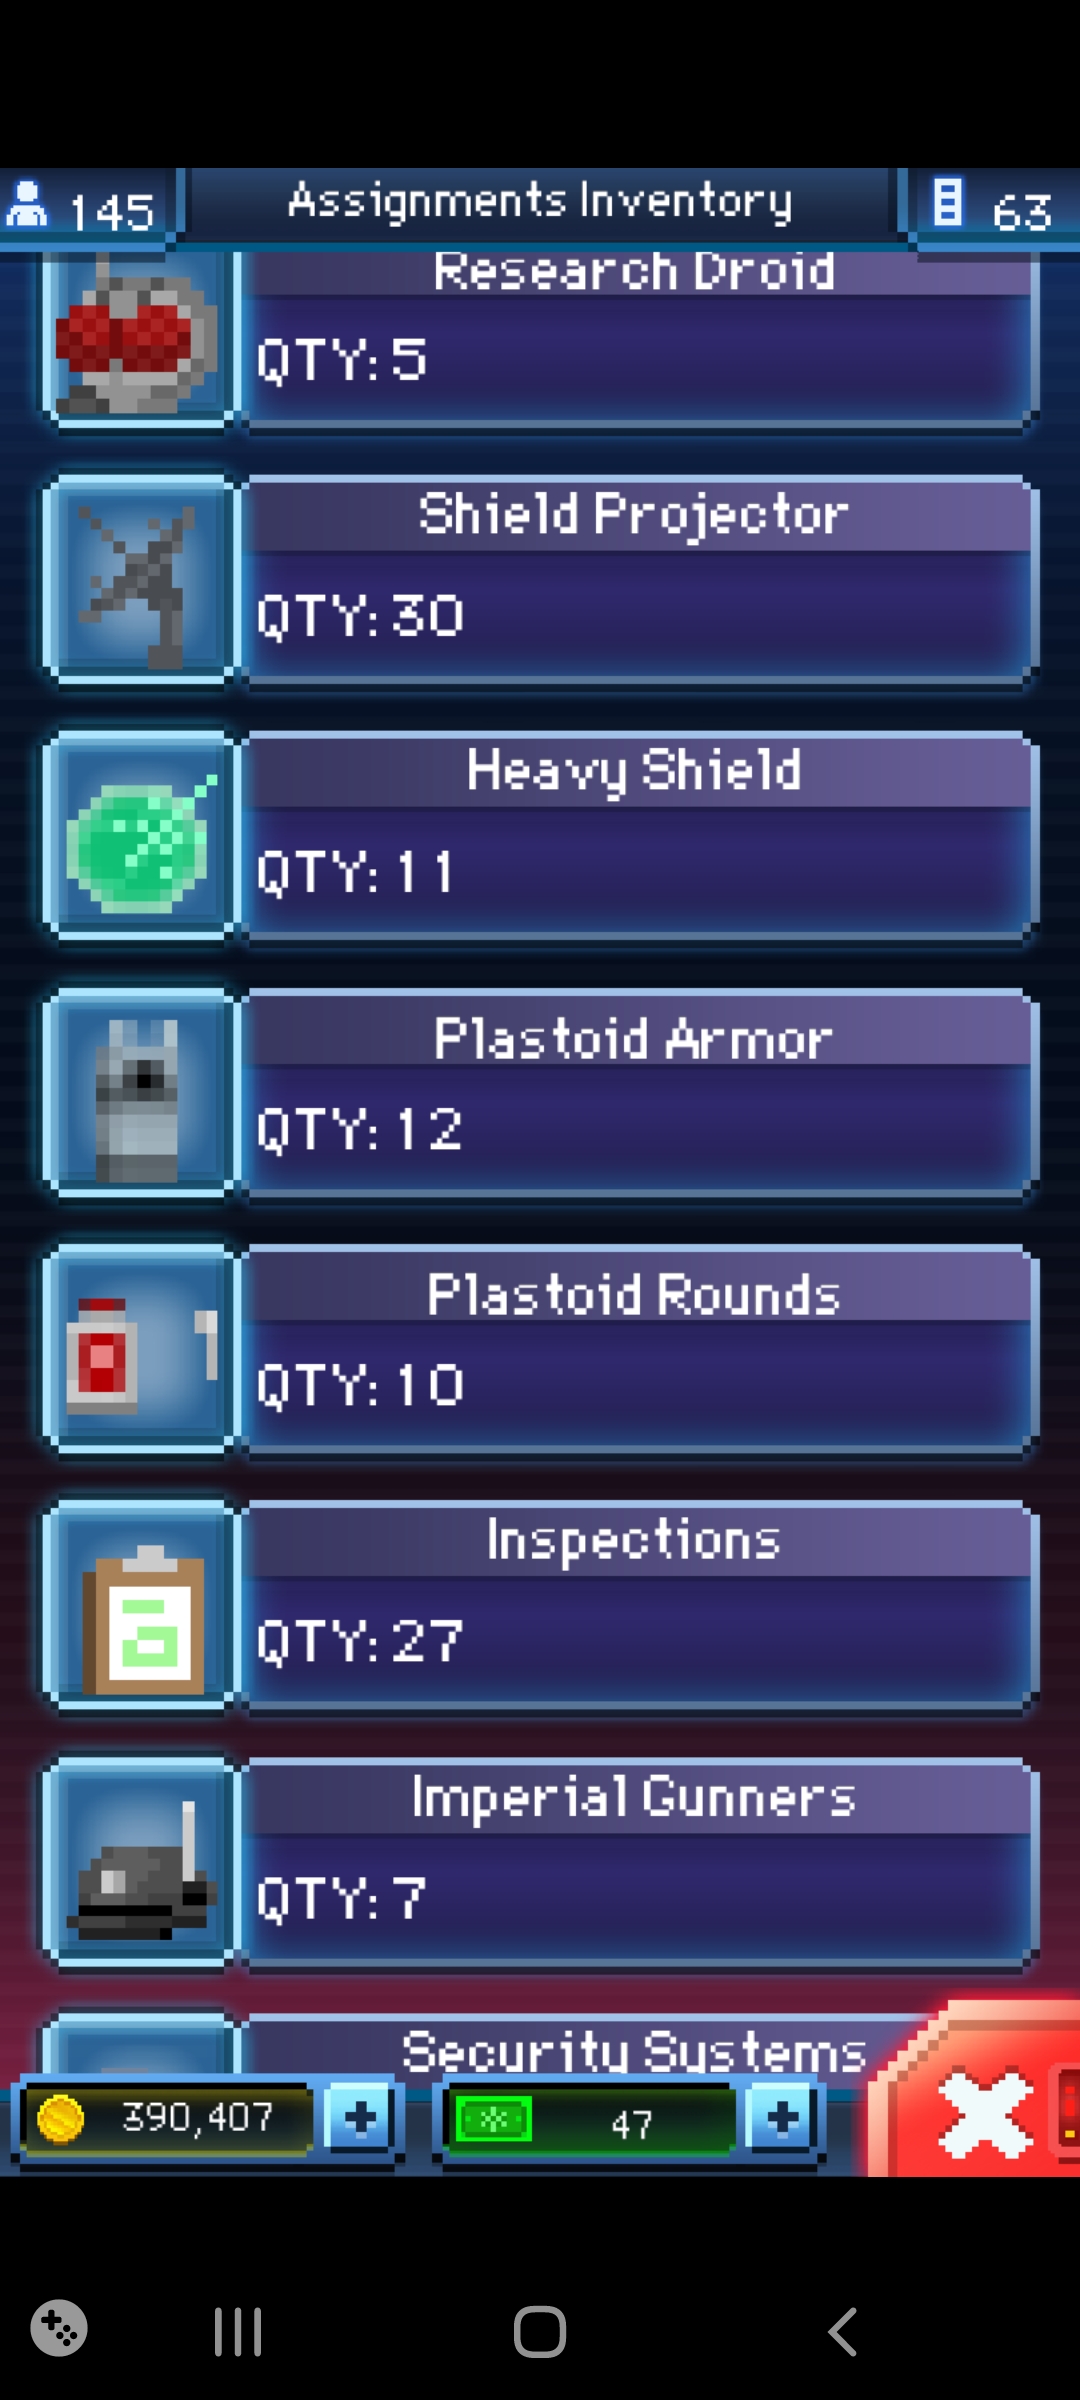 145 Assignments Inventory 63
Research Droid
QTY: 5
Shield Projector
QTY: 30
Heavy Shield
QTY: 11
Plastoid Armor
QTY: 12
Plastoid Rounds
QTY: 10
Inspections
QTY: 27
Imperial Gunners
QTY: 7
Security Systems
390,407 47